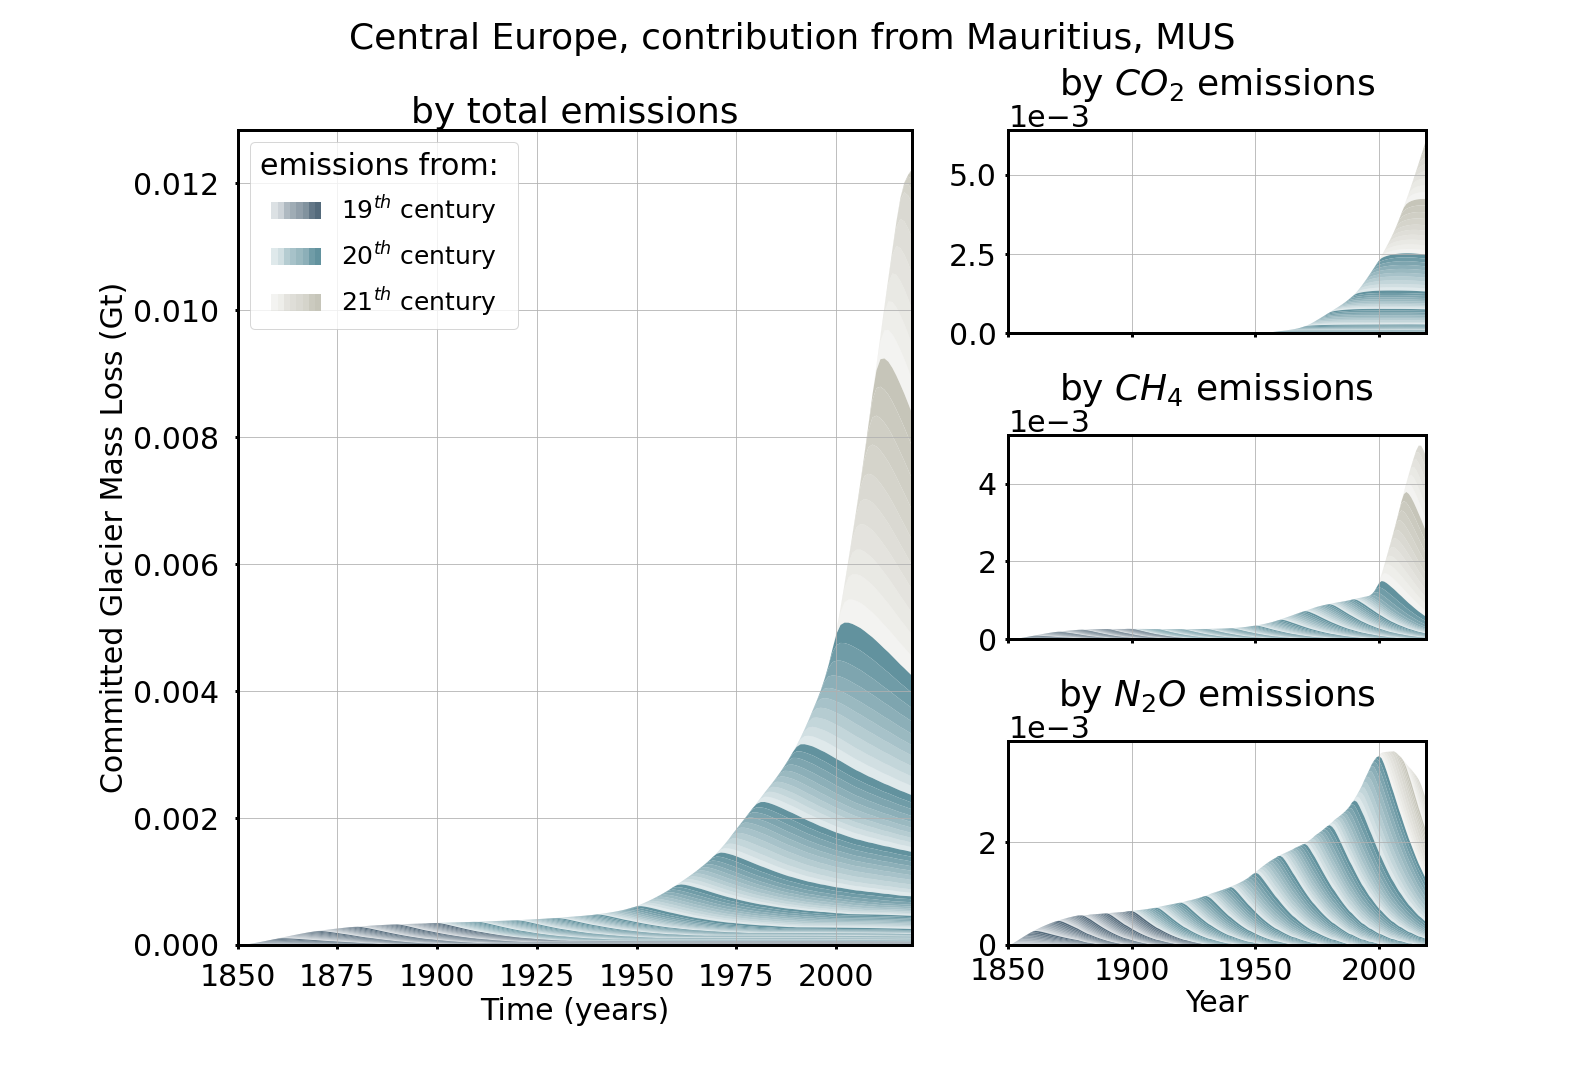 Central Europe, contribution from Mauritius, MUS
by total emissions
Committed Glacier Mass Loss (Gt)
0.012
0.010
0.008
0.006
0.004
0.002
0.000
emissions from:
19th century
20th century
21th century
1850 1875 1900 1925 1950 1975 2000
Time (years)
by CO2 emissions
1e−3
5.0
2.5
0.0
by CH4 emissions
1e−3
4
2
0
by N2O emissions
1e−3
2
0
1850 1900 1950 2000
Year